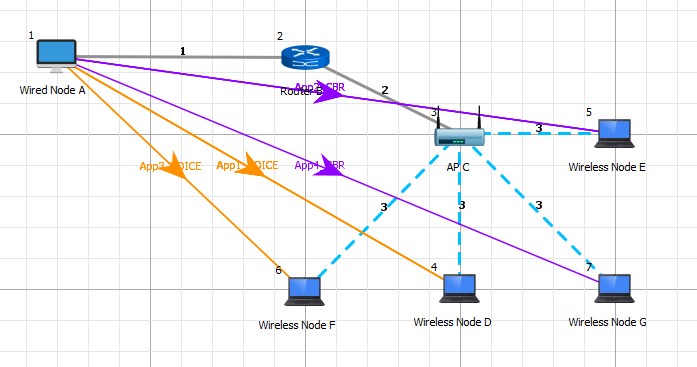 1
2
1
Wired Node A
Router B
App2_CBR
2
3
5
3
AP C
Wireless Node E
App3_VOICE
App1_VOICE
App4_CBR
3
3
3
6
4
7
Wireless Node F
Wireless Node D
Wireless Node G